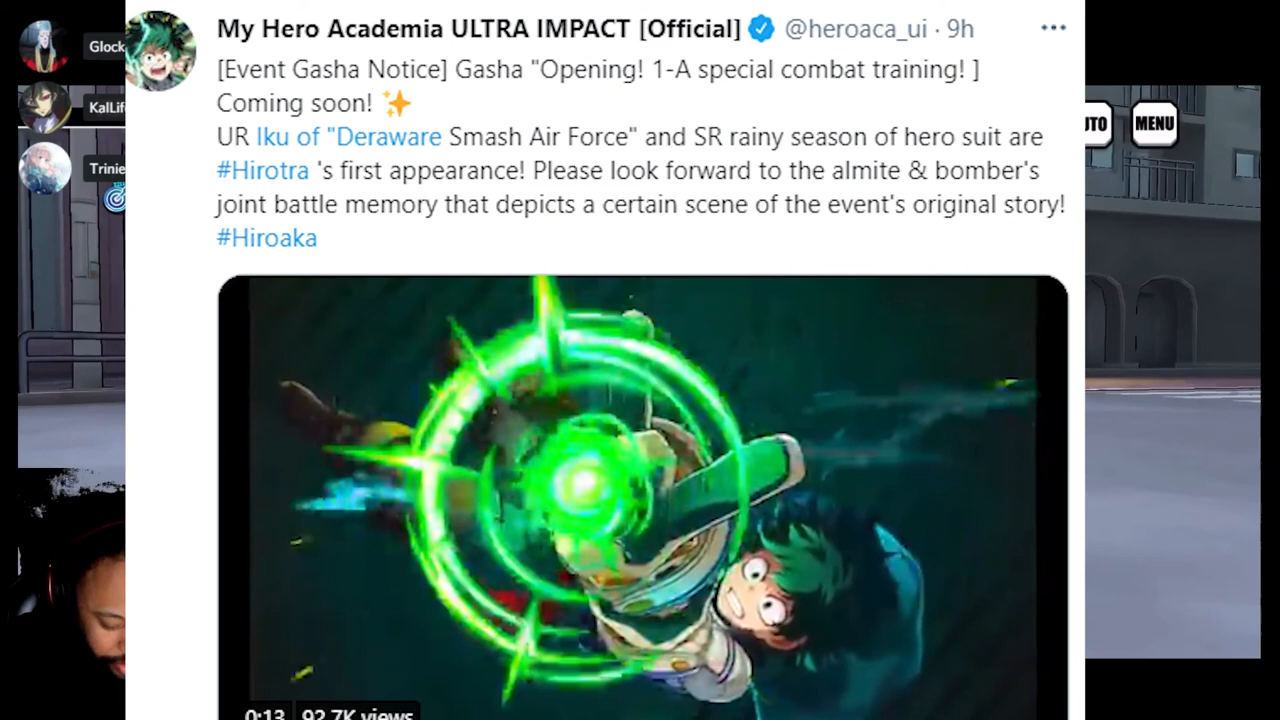 My Hero Academia ULTRA IMPACT [Official] @heroaca_ui · 9h
[Event Gasha Notice] Gasha "Opening! 1-A special combat training! ]
Coming soon! ✨
UR Iku of "Deraware Smash Air Force" and SR rainy season of hero suit are
#Hirotra 's first appearance! Please look forward to the almite & bomber's
joint battle memory that depicts a certain scene of the event's original story!
#Hiroaka
Glock
KalLif
Trinie
UTO
MENU
0:13 92.7K views